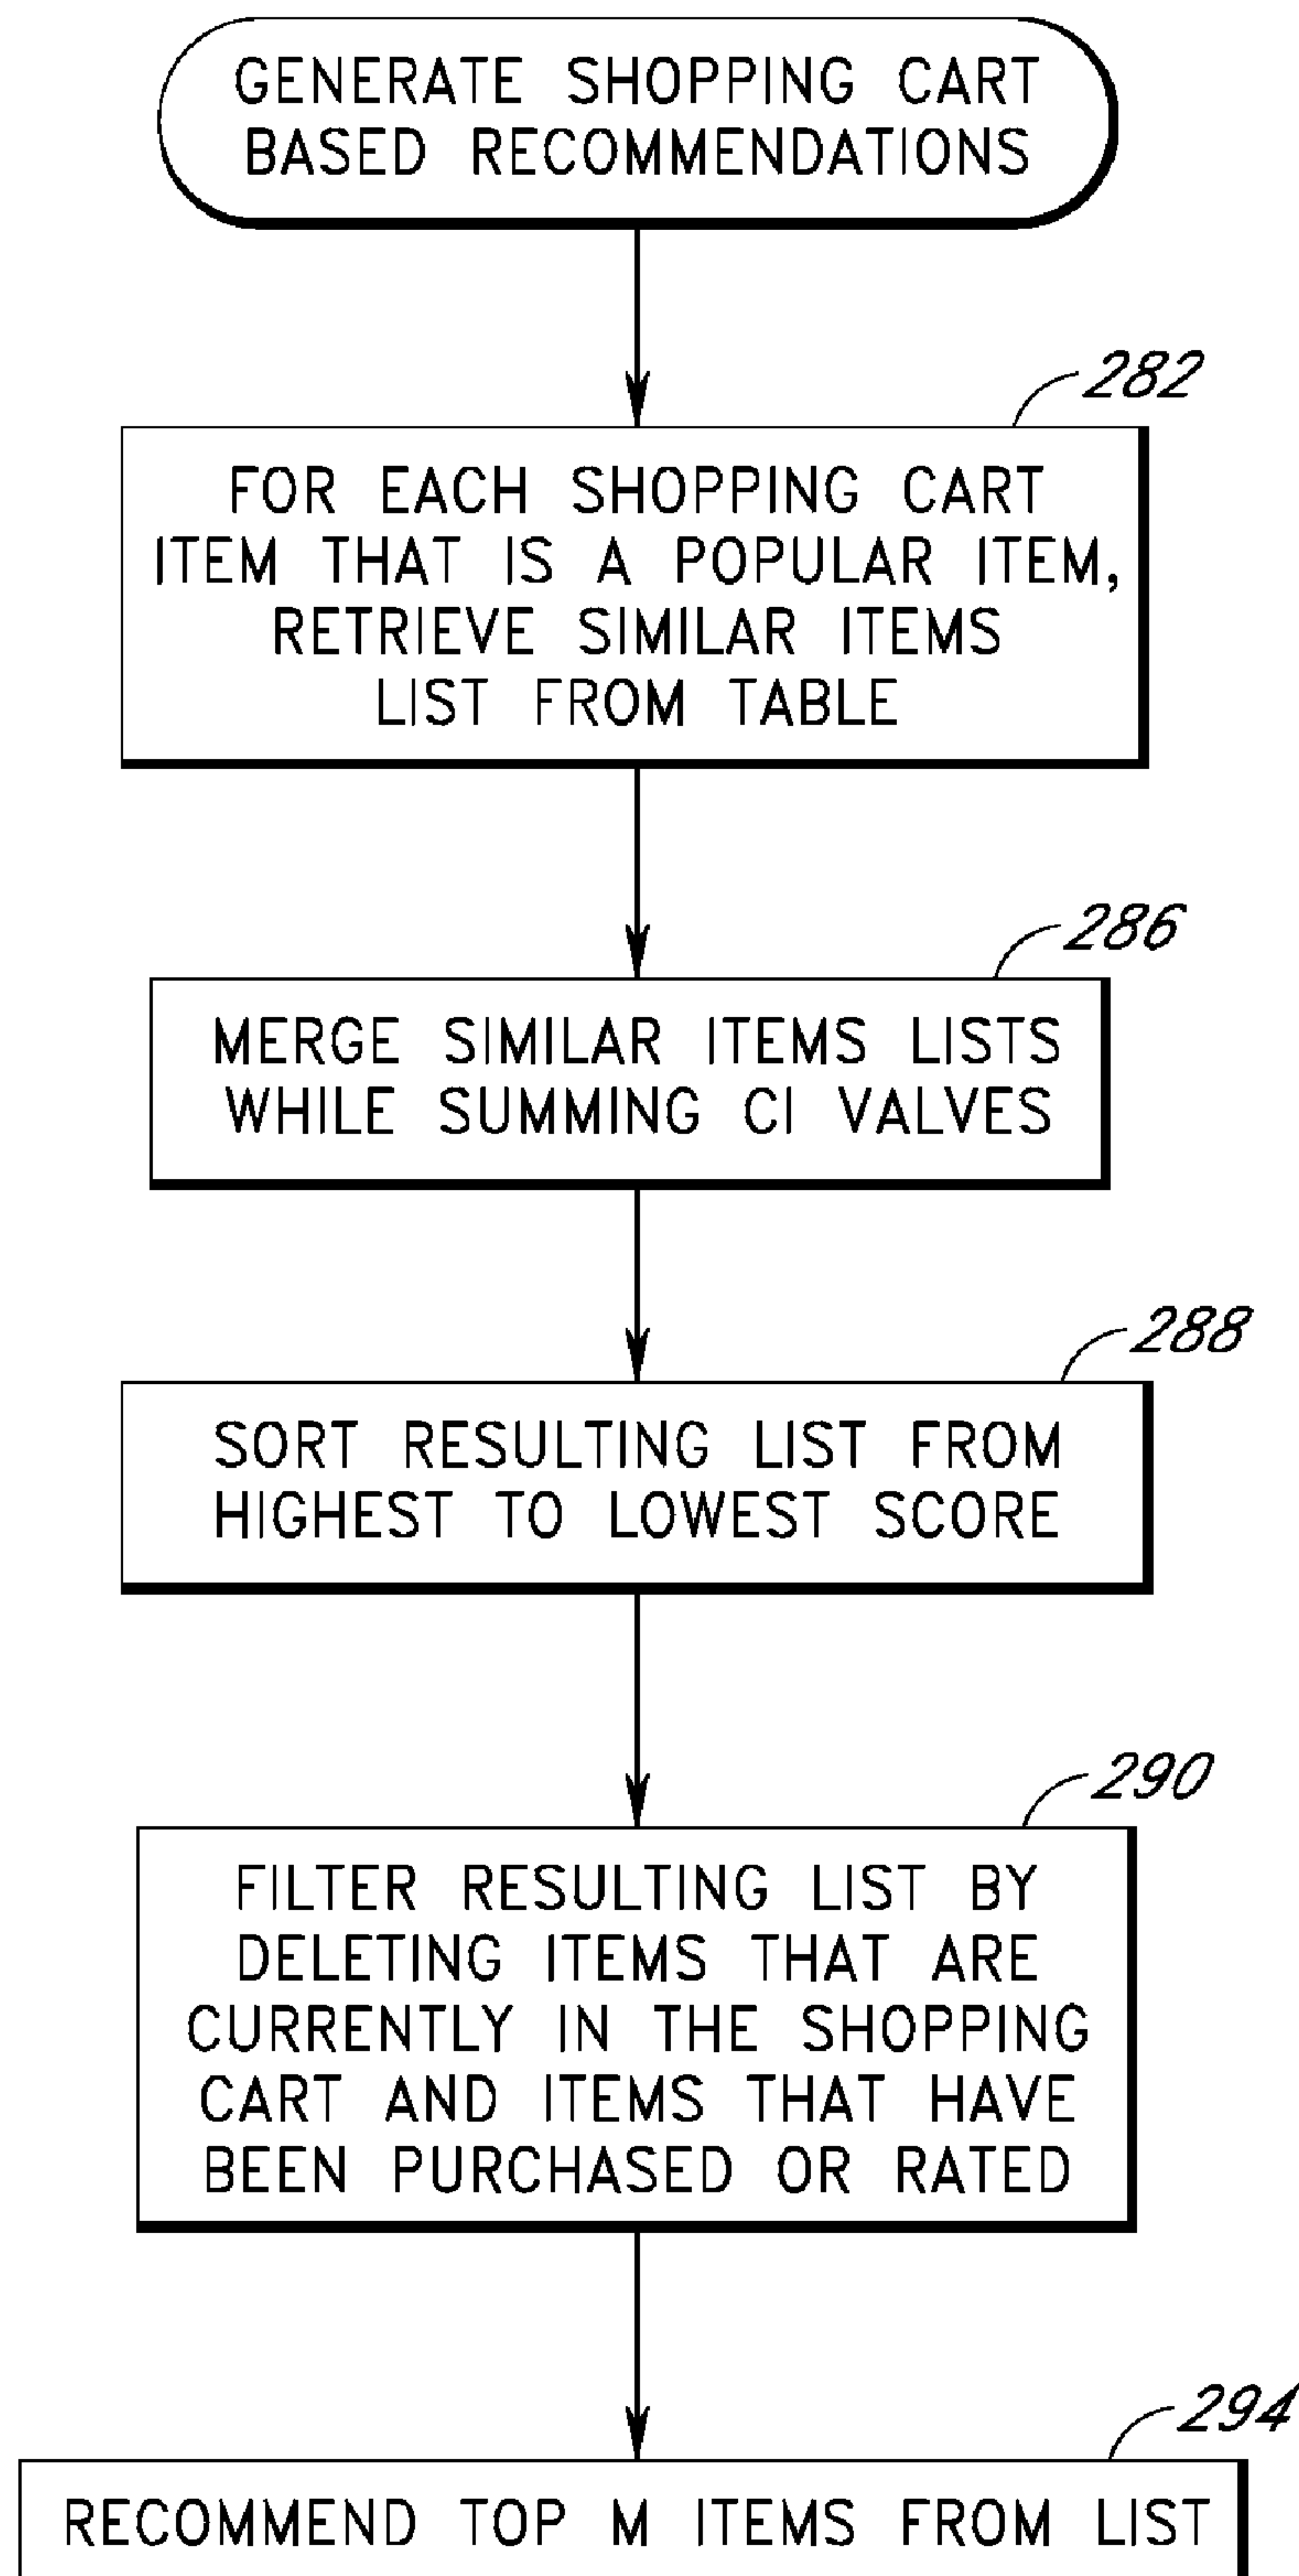 GENERATE SHOPPING CART
BASED RECOMMENDATIONS
282
FOR EACH SHOPPING CART
ITEM THAT IS A POPULAR ITEM,
RETRIEVE SIMILAR ITEMS
LIST FROM TABLE
286
MERGE SIMILAR ITEMS LISTS
WHILE SUMMING CI VALVES
288
SORT RESULTING LIST FROM
HIGHEST TO LOWEST SCORE
290
FILTER RESULTING LIST BY
DELETING ITEMS THAT ARE
CURRENTLY IN THE SHOPPING
CART AND ITEMS THAT HAVE
BEEN PURCHASED OR RATED
294
RECOMMEND TOP M ITEMS FROM LIST